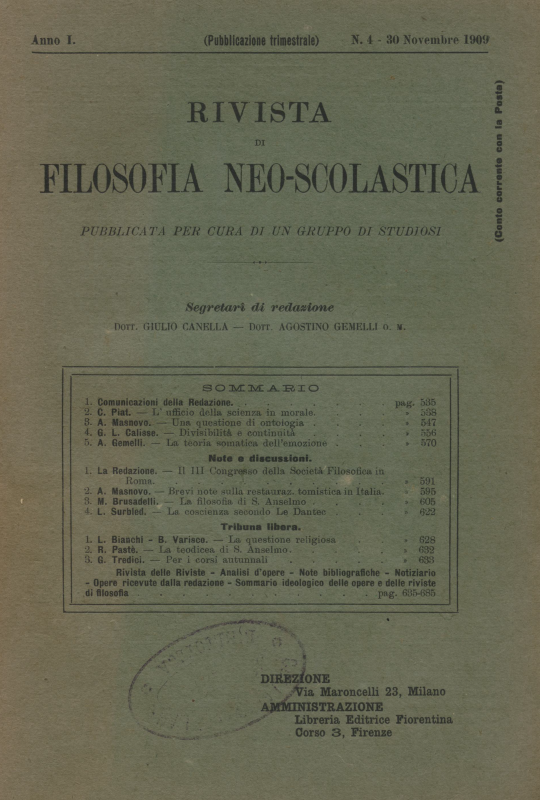 Anno I.
(Pubblicazione trimestrale)
N. 4 - 30 Novembre 1909
RIVISTA
DI
FILOSOFIA NEO-SCOLASTICA
PUBBLICATA PER CURA DI UN GRUPPO DI STUDIOSI
(Conto corrente con la Posta)
Segretari di redazione
Dott. GIULIO CANELLA — Dott. AGOSTINO GEMELLI O. M.
SOMMARIO
1. Comunicazioni della Redazione. pag. 535
2. C. Piat. — L' ufficio della scienza in morale. » 538
3. A. Masnovo. — Una questione di ontologia » 547
4. G. L. Calisse. — Divisibilità e continuità » 556
5. A. Gemelli. — La teoria somatica dell'emozione » 570
Note e discussioni.
1. La Redazione. — Il III Congresso della Società Filosofica in
Roma. » 591
2. A. Masnovo. — Brevi note sulla restauraz. tomistica in Italia. » 595
3. M. Brusadelli. — La filosofia di S. Anselmo » 605
4. L. Surbled. — La coscienza secondo Le Dantec » 622
Tribuna libera.
1. L. Bianchi - B. Varisco. — La questione religiosa » 628
2. R. Pastè. — La teodicea di S. Anselmo. » 632
3. G. Tredici. — Per i corsi autunnali » 633
Rivista delle Riviste - Analisi d'opere - Note bibliografiche - Notiziario
- Opere ricevute dalla redazione - Sommario ideologico delle opere e delle riviste
di filosofia pag. 635-685
DIREZIONE
Via Maroncelli 23, Milano
AMMINISTRAZIONE
Libreria Editrice Fiorentina
Corso 3, Firenze